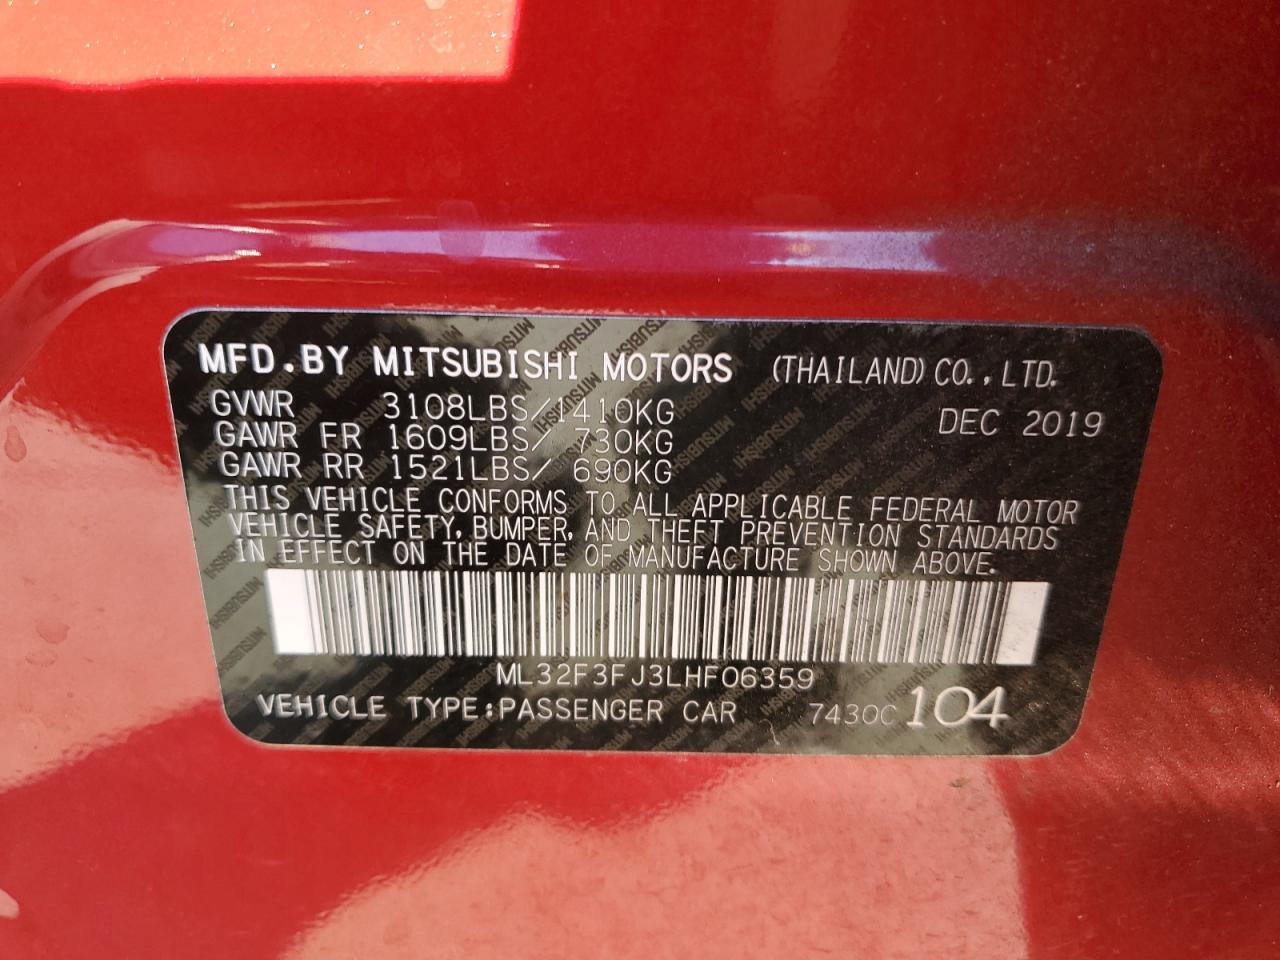 MFD.BY MITSUBISHI MOTORS (THAILAND) CO., LTD.
GVWR 3108LBS/1410KG DEC 2019
GAWR FR 1609LBS/ 730KG
GAWR RR 1521LBS/ 690KG
THIS VEHICLE CONFORMS TO ALL APPLICABLE FEDERAL MOTOR
VEHICLE SAFETY, BUMPER, AND THEFT PREVENTION STANDARDS
IN EFFECT ON THE DATE OF MANUFACTURE SHOWN ABOVE.
ML32F3FJ3LHF06359
VEHICLE TYPE:PASSENGER CAR 7430C 104